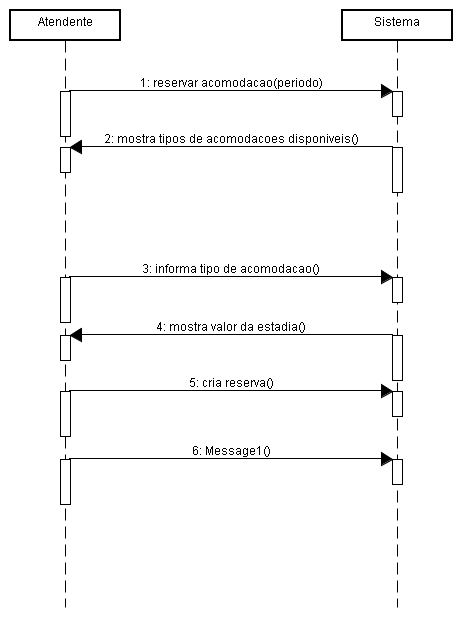 Atendente
Sistema
1: reservar acomodacao(periodo)
2: mostra tipos de acomodacoes disponiveis()
3: informa tipo de acomodacao()
4: mostra valor da estadia()
5: cria reserva()
6: Message1()